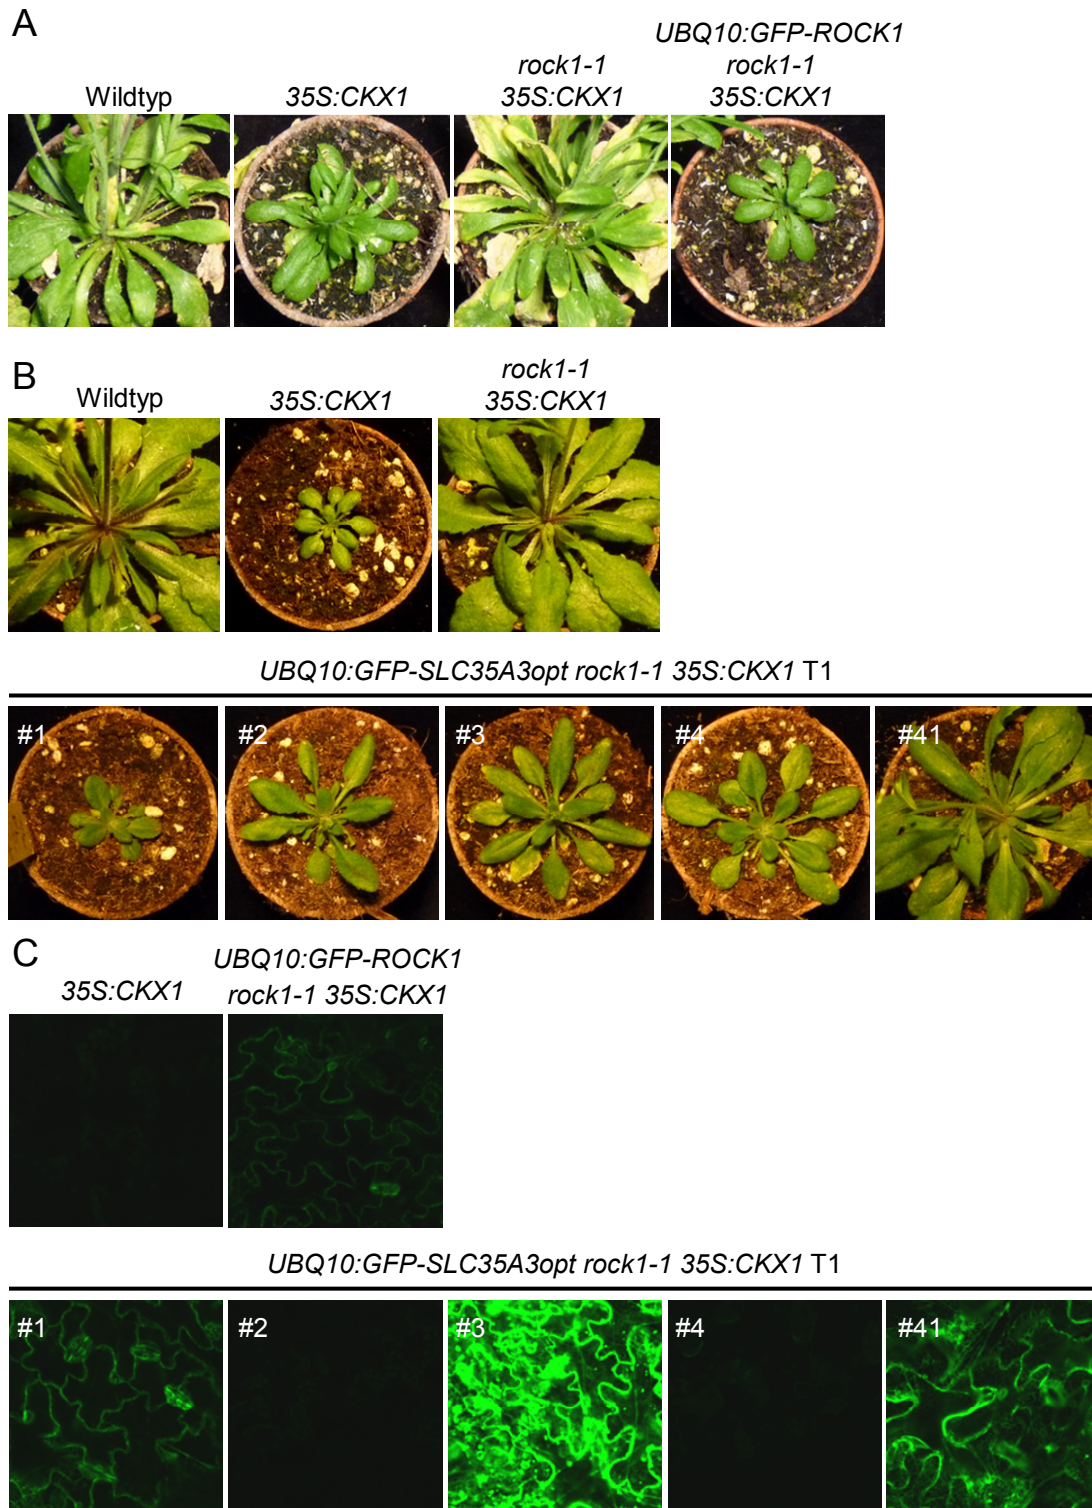 A
Wildtyp
35S:CKX1
rock1-1
35S:CKX1
UBQ10:GFP-ROCK1
rock1-1
35S:CKX1
B
Wildtyp
35S:CKX1
rock1-1
35S:CKX1
UBQ10:GFP-SLC35A3opt rock1-1 35S:CKX1 T1
#1
#2
#3
#4
#41
C
35S:CKX1
UBQ10:GFP-ROCK1
rock1-1 35S:CKX1
UBQ10:GFP-SLC35A3opt rock1-1 35S:CKX1 T1
#1
#2
#3
#4
#41